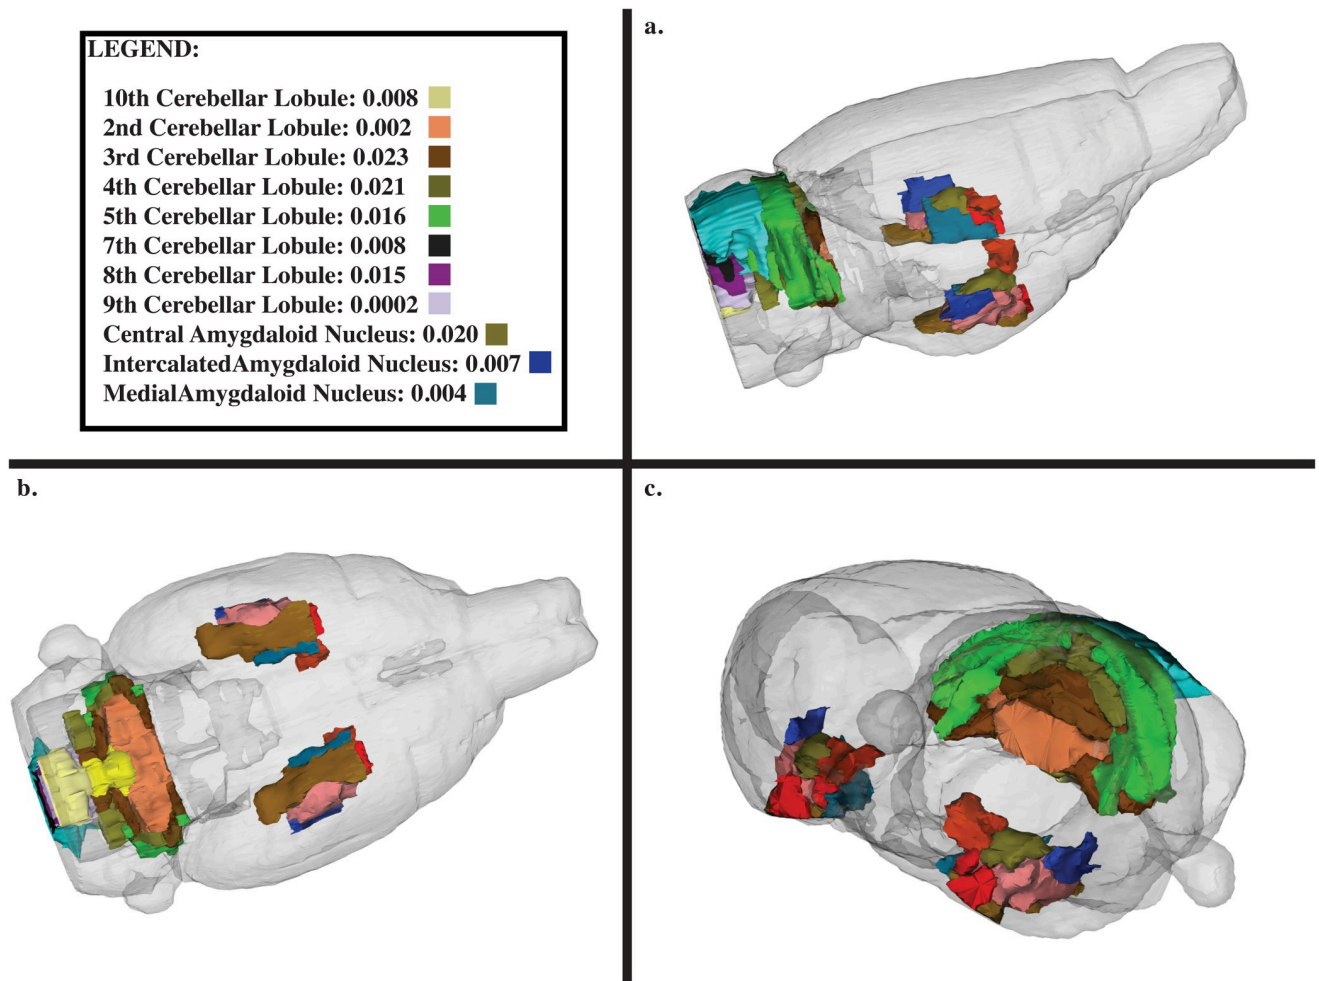 a.
LEGEND:
10th Cerebellar Lobule: 0.008
2nd Cerebellar Lobule: 0.002
3rd Cerebellar Lobule: 0.023
4th Cerebellar Lobule: 0.021
5th Cerebellar Lobule: 0.016
7th Cerebellar Lobule: 0.008
8th Cerebellar Lobule: 0.015
9th Cerebellar Lobule: 0.0002
Central Amygdaloid Nucleus: 0.020
IntercalatedAmygdaloid Nucleus: 0.007
MedialAmygdaloid Nucleus: 0.004
b.
c.